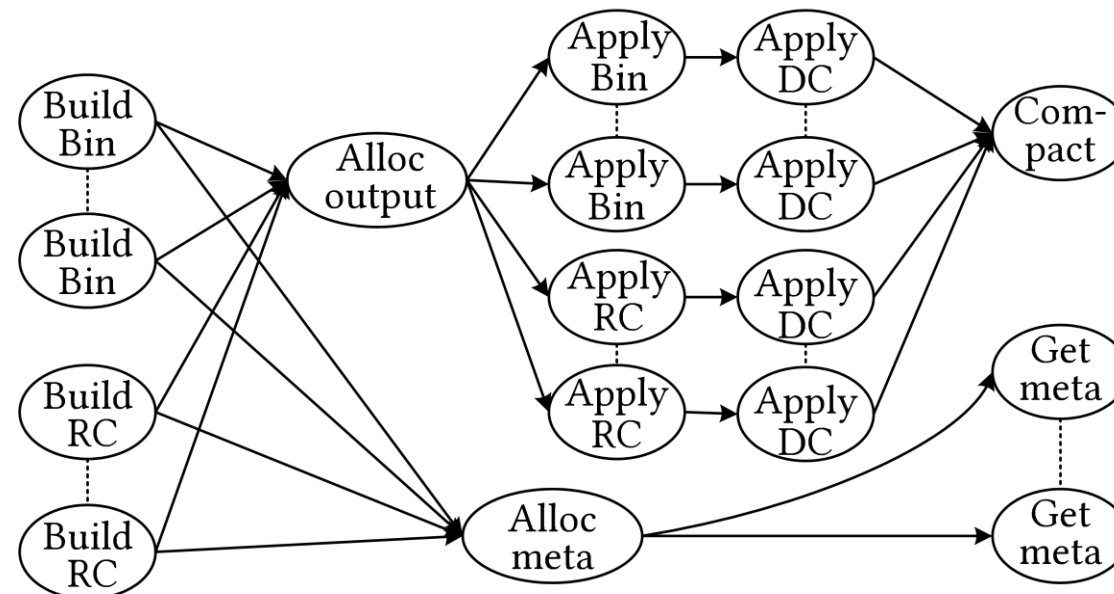 Build
Bin
Build
Bin
Build
RC
Build
RC
Alloc
output
Alloc
meta
Apply
Bin
Apply
DC
Apply
Bin
Apply
DC
Apply
RC
Apply
DC
Apply
RC
Apply
DC
Com-
pact
Get
meta
Get
meta